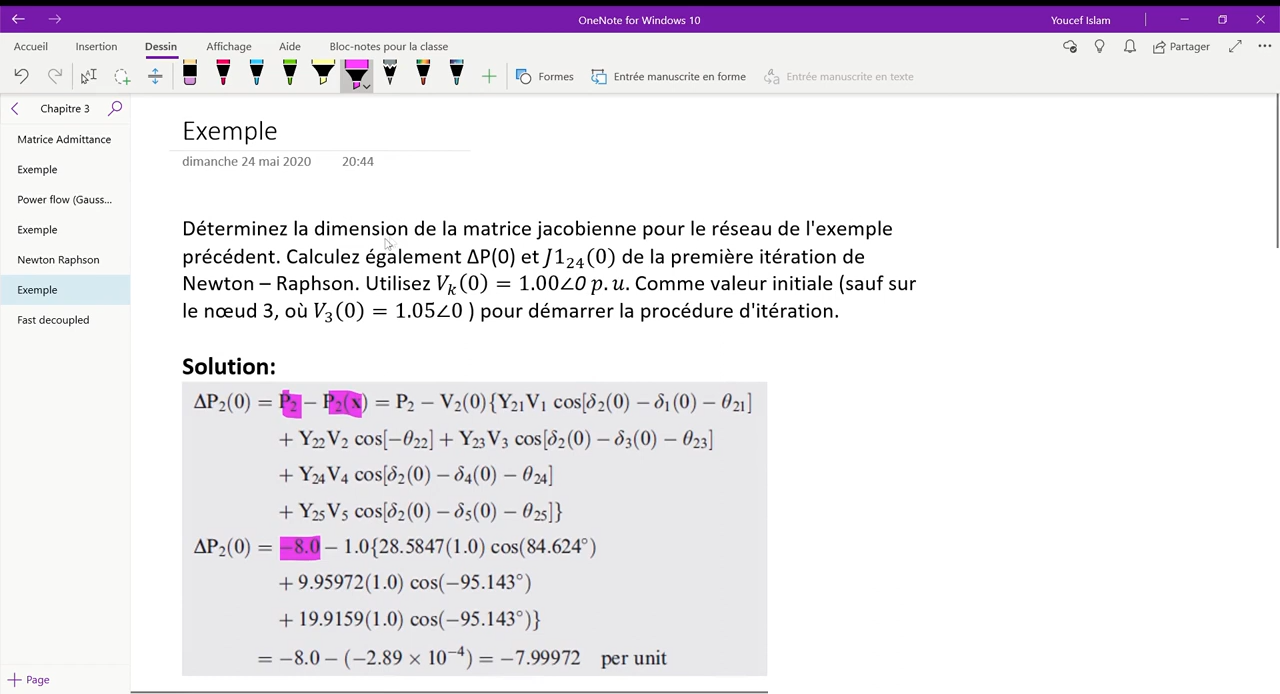 OneNote for Windows 10
Youcef Islam
Accueil Insertion Dessin Affichage Aide Bloc-notes pour la classe
Partager
Formes Entrée manuscrite en forme Entrée manuscrite en texte
Chapitre 3
Matrice Admittance
Exemple
Power flow (Gauss...
Exemple
Newton Raphson
Exemple
Fast decoupled
+ Page
Exemple
dimanche 24 mai 2020 20:44
Déterminez la dimension de la matrice jacobienne pour le réseau de l'exemple
précédent. Calculez également ΔP(0) et J1₂₄(0) de la première itération de
Newton – Raphson. Utilisez Vₖ(0) = 1.00∠0 p.u. Comme valeur initiale (sauf sur
le nœud 3, où V₃(0) = 1.05∠0 ) pour démarrer la procédure d'itération.
Solution:
ΔP₂(0) = P₂ − P₂(x) = P₂ − V₂(0){Y₂₁V₁ cos[δ₂(0) − δ₁(0) − θ₂₁]
+ Y₂₂V₂ cos[−θ₂₂] + Y₂₃V₃ cos[δ₂(0) − δ₃(0) − θ₂₃]
+ Y₂₄V₄ cos[δ₂(0) − δ₄(0) − θ₂₄]
+ Y₂₅V₅ cos[δ₂(0) − δ₅(0) − θ₂₅]}
ΔP₂(0) = −8.0 − 1.0{28.5847(1.0) cos(84.624°)
+ 9.95972(1.0) cos(−95.143°)
+ 19.9159(1.0) cos(−95.143°)}
= −8.0 − (−2.89 × 10⁻⁴) = −7.99972 per unit